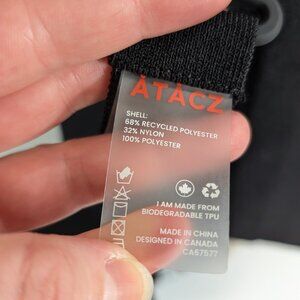 ÅTÅCZ
SHELL:
68% RECYCLED POLYESTER
32% NYLON
100% POLYESTER
I AM MADE FROM
BIODEGRADABLE TPU
MADE IN CHINA
DESIGNED IN CANADA
CA57577